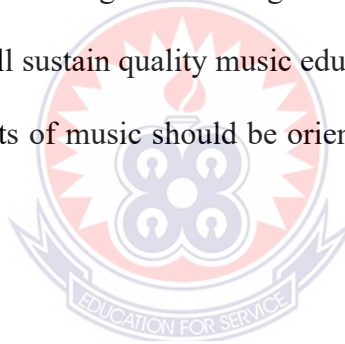 ll sustain quality music edu
ts of music should be orien
EDUCATION FOR SERVICE